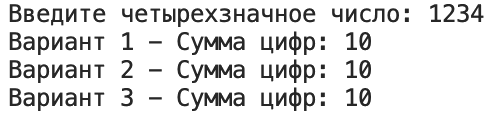 Введите четырехзначное число: 1234
Вариант 1 – Сумма цифр: 10
Вариант 2 – Сумма цифр: 10
Вариант 3 – Сумма цифр: 10